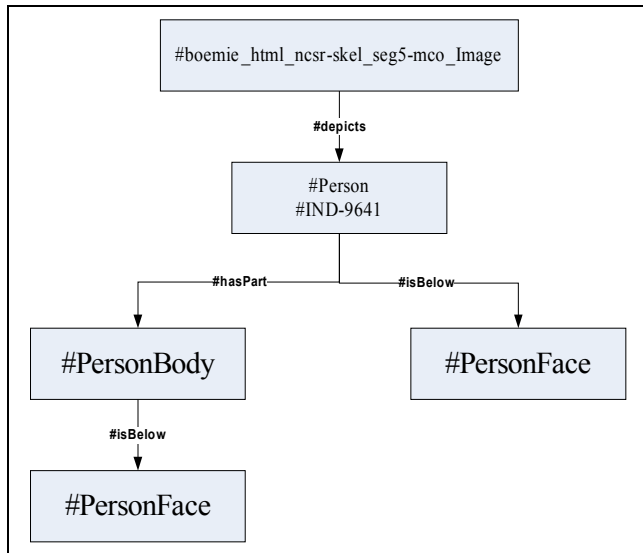 #boemie_html_ncsr-skel_seg5-mco_Image
#depicts
#Person
#IND-9641
#hasPart
#isBelow
#PersonBody
#PersonFace
#isBelow
#PersonFace